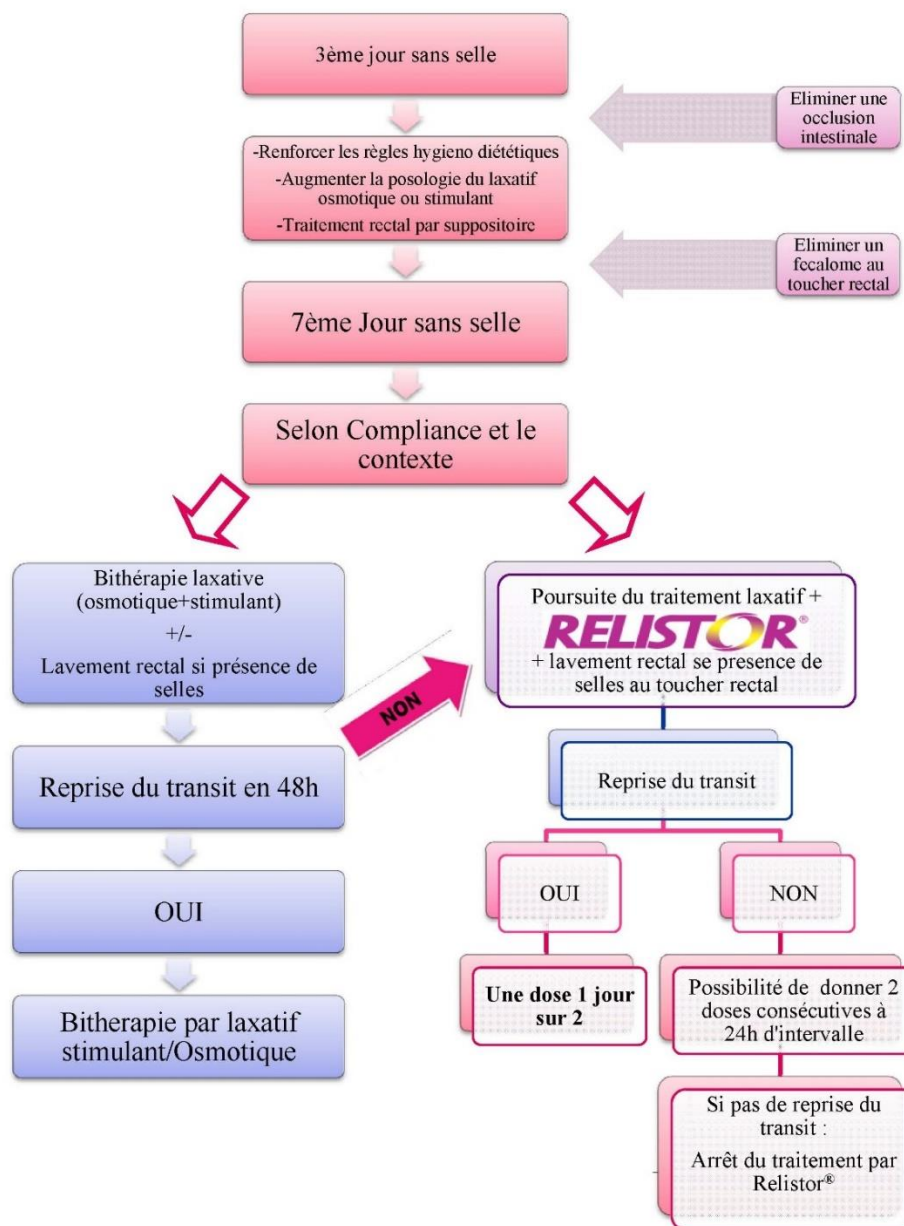 3ème jour sans selle
Eliminer une
occlusion
intestinale
-Renforcer les règles hygieno diététiques
-Augmenter la posologie du laxatif
osmotique ou stimulant
-Traitement rectal par suppositoire
Eliminer un
fecalome au
toucher rectal
7ème Jour sans selle
Selon Compliance et le
contexte
Bithérapie laxative
(osmotique+stimulant)
+/-
Lavement rectal si présence de
selles
NON
Poursuite du traitement laxatif +
RELISTOR®
+ lavement rectal se presence de
selles au toucher rectal
Reprise du transit en 48h
Reprise du transit
OUI
OUI
NON
Bitherapie par laxatif
stimulant/Osmotique
Une dose 1 jour
sur 2
Possibilité de donner 2
doses consécutives à
24h d'intervalle
Si pas de reprise du
transit :
Arrêt du traitement par
Relistor®